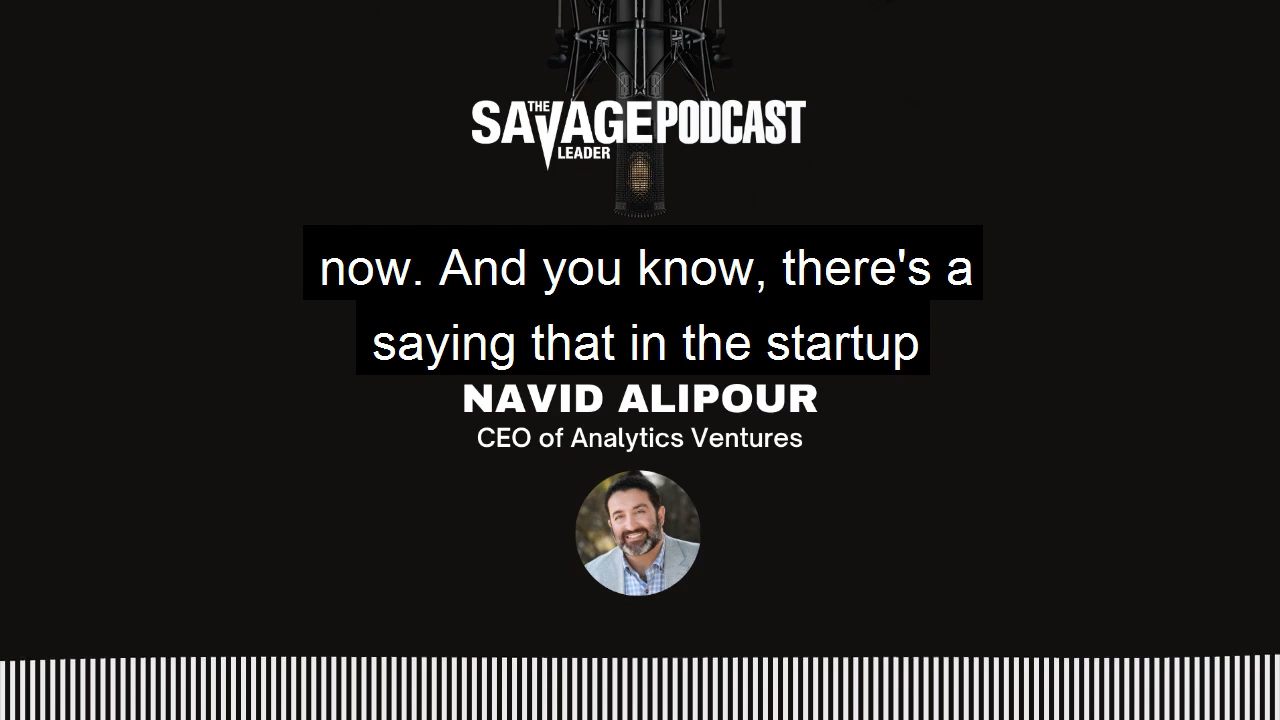 THE SAVAGE LEADER PODCAST
now. And you know, there's a
saying that in the startup
NAVID ALIPOUR
CEO of Analytics Ventures